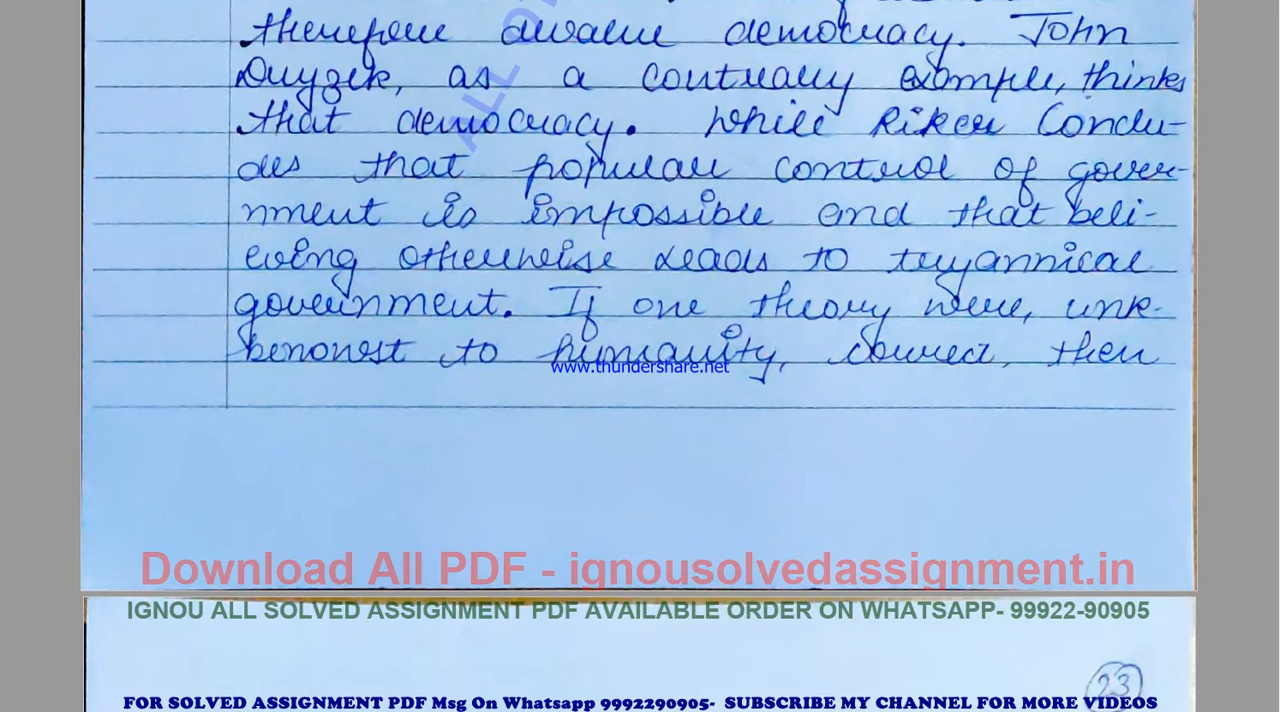 therefore devalue democracy. John
Dryzek, as a contrary example, thinks
that democracy. While Riker Conclu-
des that popular control of gover-
nment is impossible and that beli-
eving otherwise leads to tyrannical
government. If one theory were, unk-
benonest to humanity, correct, then
www.thundershare.net
Download All PDF - ignousolvedassignment.in
IGNOU ALL SOLVED ASSIGNMENT PDF AVAILABLE ORDER ON WHATSAPP- 99922-90905
23
FOR SOLVED ASSIGNMENT PDF Msg On Whatsapp 9992290905- SUBSCRIBE MY CHANNEL FOR MORE VIDEOS